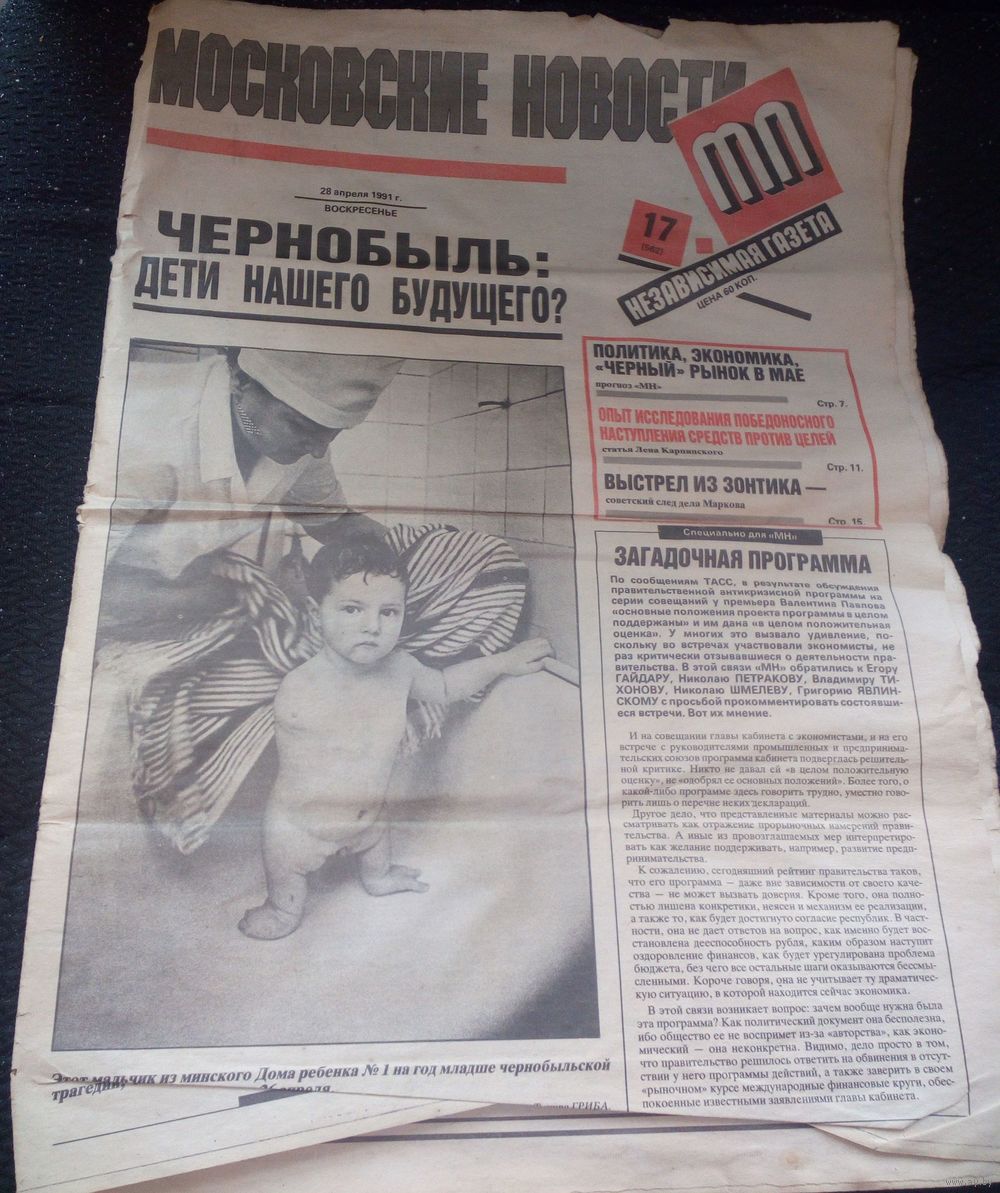 МОСКОВСКИЕ НОВОСТИ
МН
17
(562)
НЕЗАВИСИМАЯ ГАЗЕТА
ЦЕНА 60 КОП.
28 апреля 1991 г.
ВОСКРЕСЕНЬЕ
ЧЕРНОБЫЛЬ:
ДЕТИ НАШЕГО БУДУЩЕГО?
Этот мальчик из минского Дома ребенка № 1 на год младше чернобыльской
трагедии,
26 апреля
ГРИБА.
ПОЛИТИКА, ЭКОНОМИКА,
«ЧЕРНЫЙ» РЫНОК В МАЕ
прогноз «МН»
Стр. 7.
ОПЫТ ИССЛЕДОВАНИЯ ПОБЕДОНОСНОГО
НАСТУПЛЕНИЯ СРЕДСТВ ПРОТИВ ЦЕЛЕЙ
статья Лена Карпинского
Стр. 11.
ВЫСТРЕЛ ИЗ ЗОНТИКА —
советский след дела Маркова
Стр. 15.
Специально для «МН»
ЗАГАДОЧНАЯ ПРОГРАММА
По сообщениям ТАСС, в результате обсуждения
правительственной антикризисной программы на
серии совещаний у премьера Валентина Павлова
«основные положения проекта программы в целом
поддержаны» и им дана «в целом положительная
оценка». У многих это вызвало удивление, по-
скольку во встречах участвовали экономисты, не
раз критически отзывавшиеся о деятельности пра-
вительства. В этой связи «МН» обратились к Егору
ГАЙДАРУ, Николаю ПЕТРАКОВУ, Владимиру ТИ-
ХОНОВУ, Николаю ШМЕЛЕВУ, Григорию ЯВЛИН-
СКОМУ с просьбой прокомментировать состоявши-
еся встречи. Вот их мнение.
И на совещании главы кабинета с экономистами, и на его
встрече с руководителями промышленных и предпринима-
тельских союзов программа кабинета подверглась решитель-
ной критике. Никто не давал ей «в целом положительную
оценку», не «одобрял ее основных положений». Более того, о
какой-либо программе здесь говорить трудно, уместно гово-
рить лишь о перечне неких деклараций.
Другое дело, что представленные материалы можно рас-
сматривать как отражение прорыночных намерений прави-
тельства. А иные из провозглашаемых мер интерпретиро-
вать как желание поддерживать, например, развитие пред-
принимательства.
К сожалению, сегодняшний рейтинг правительства таков,
что его программа — даже вне зависимости от своего каче-
ства — не может вызвать доверия. Кроме того, она полно-
стью лишена конкретики, неясен и механизм ее реализации,
а также то, как будет достигнуто согласие республик. В част-
ности, она не дает ответов на вопрос, как именно будет вос-
становлена дееспособность рубля, каким образом наступит
оздоровление финансов, как будет урегулирована проблема
бюджета, без чего все остальные шаги оказываются бессмы-
сленными. Короче говоря, она не учитывает ту драматичес-
кую ситуацию, в которой находится сейчас экономика.
В этой связи возникает вопрос: зачем вообще нужна была
эта программа? Как политический документ она бесполезна,
ибо общество ее не воспримет из-за «авторства», как эконо-
мический — она неконкретна. Видимо, дело просто в том,
что правительство решилось ответить на обвинения в отсут-
ствии у него программы действий, а также заверить в своем
«рыночном» курсе международные финансовые круги, обес-
покоенные известными заявлениями главы кабинета.